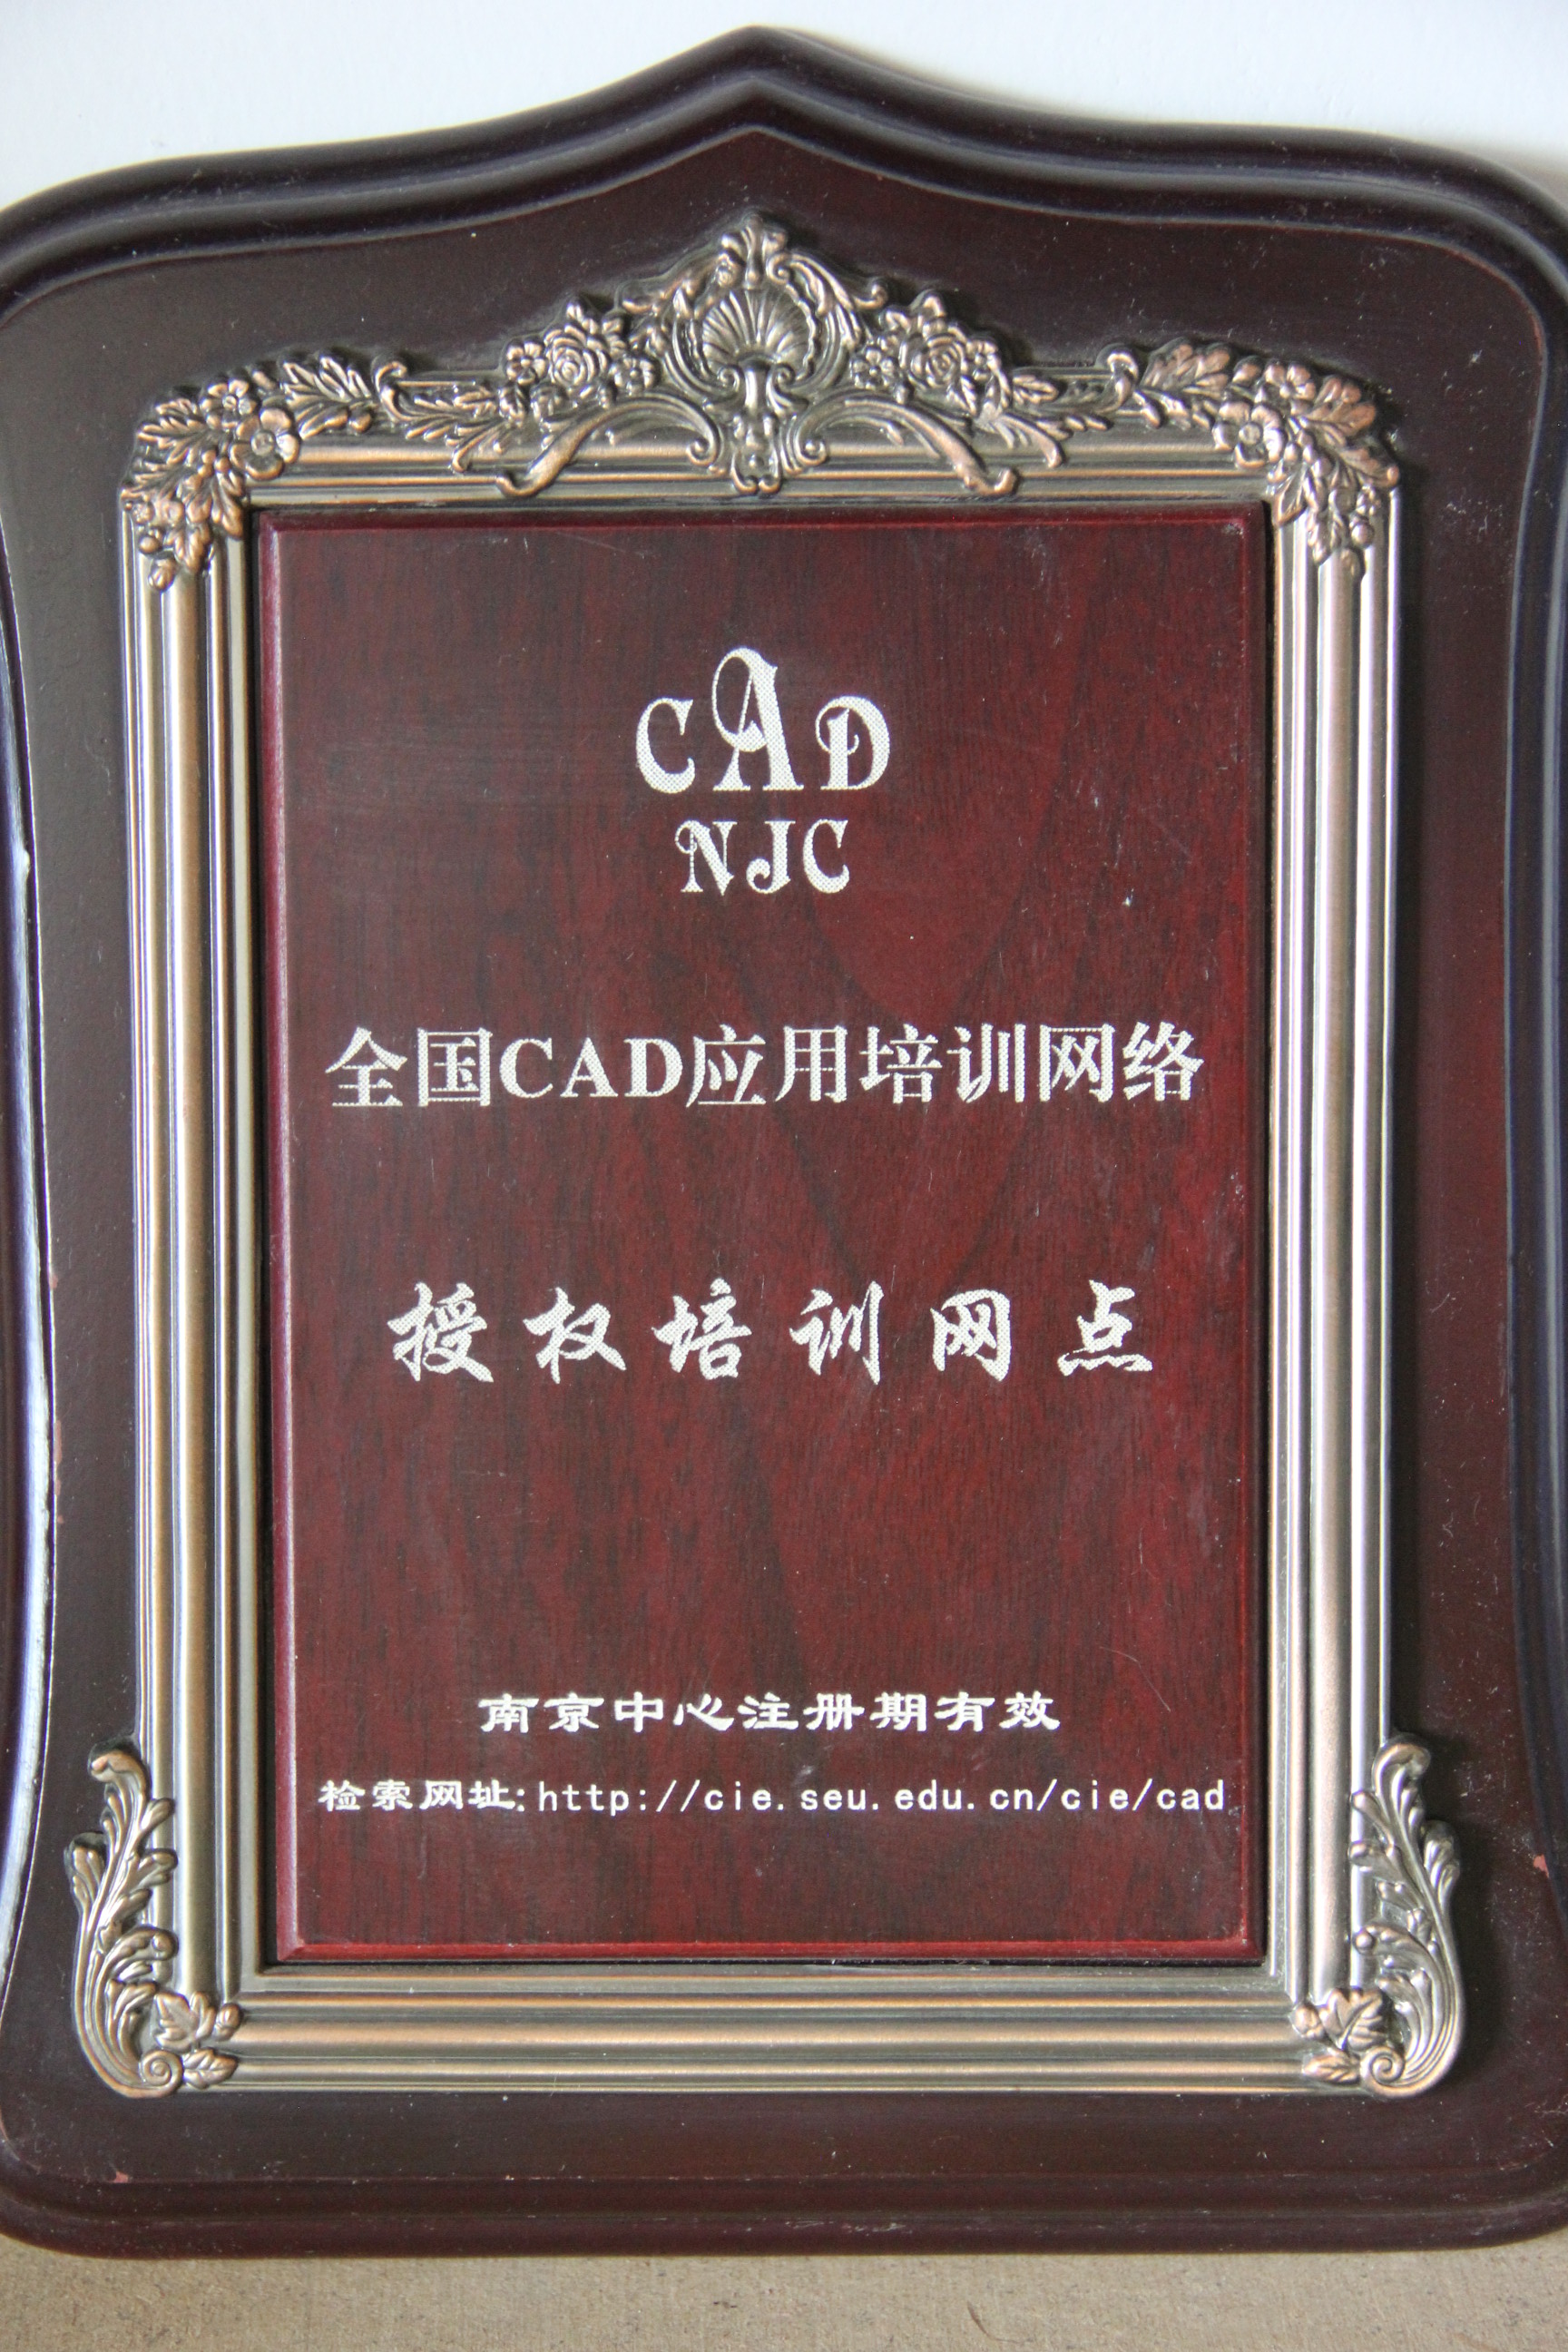 CAD
NJC
全国CAD应用培训网络
授权培训网点
南京中心注册期有效
检索网址:http://cie.seu.edu.cn/cie/cad